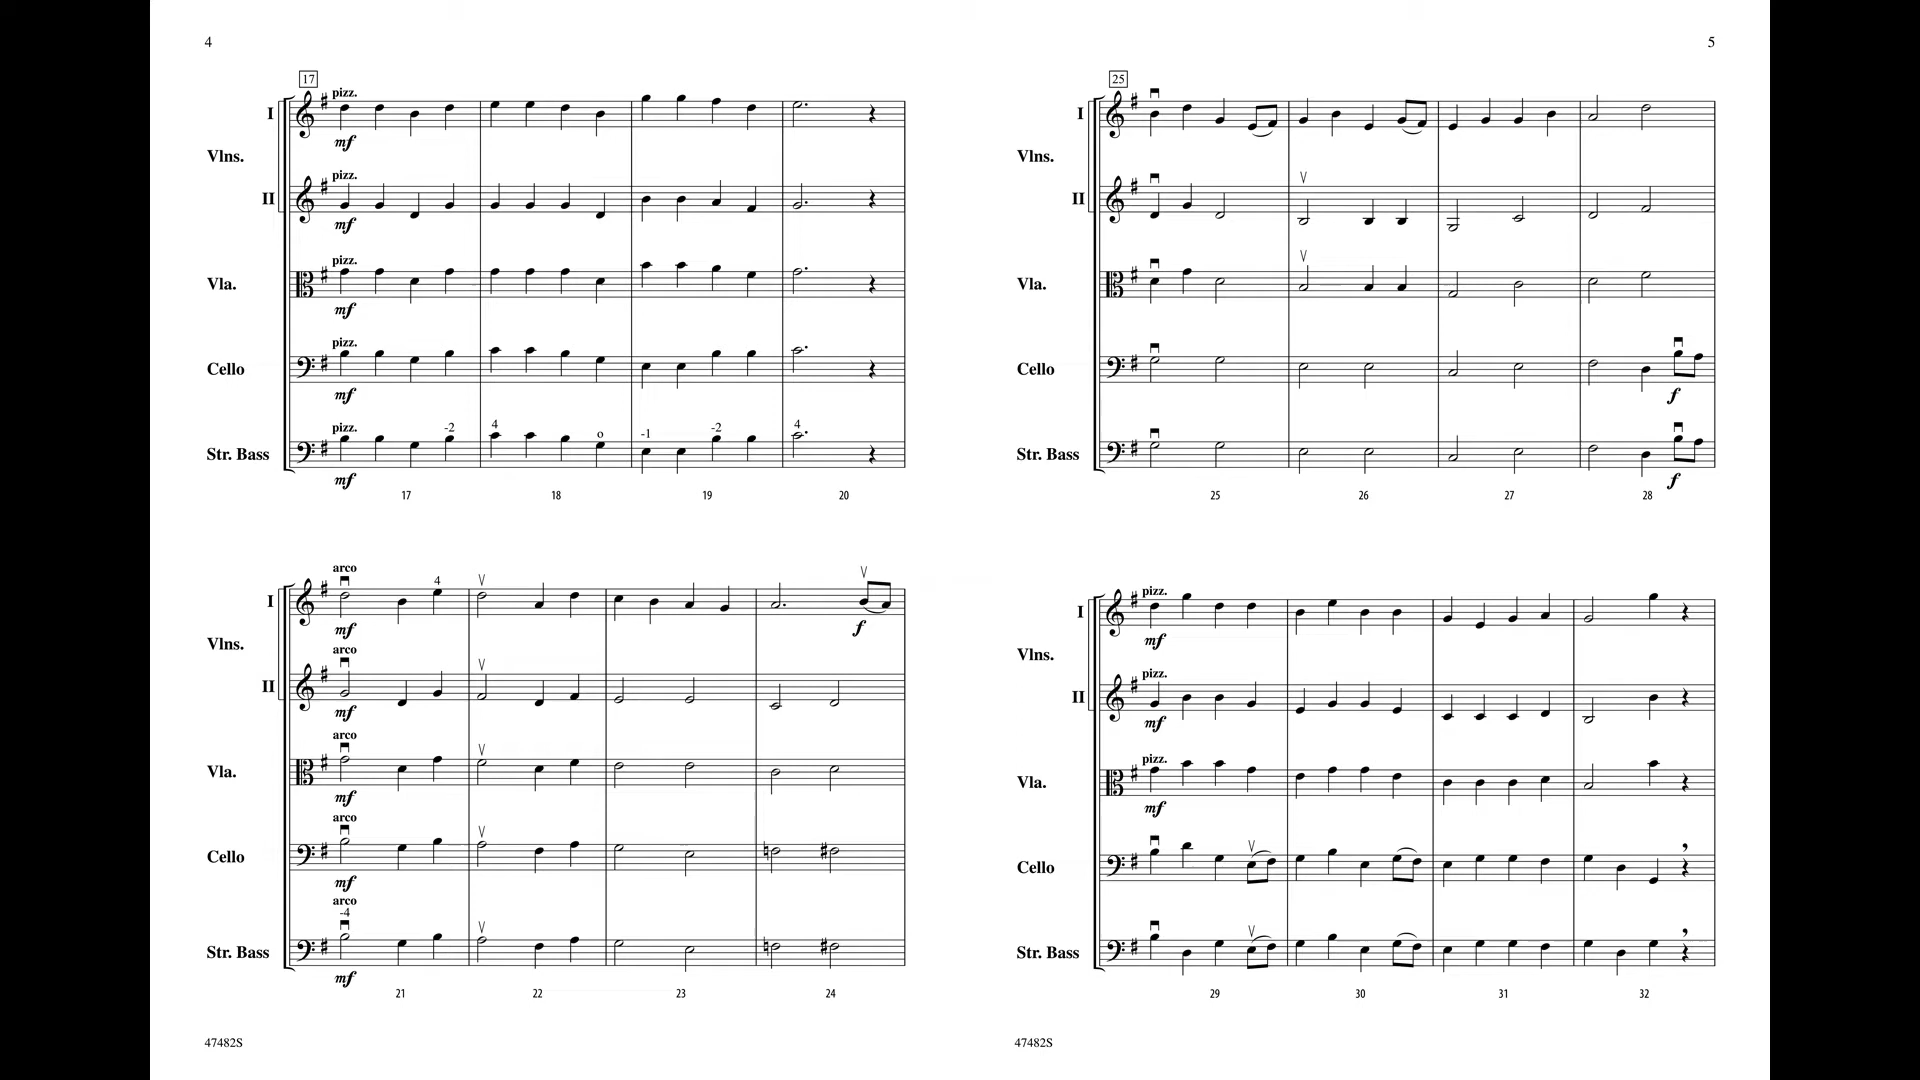 4
17
pizz.
I
mf
Vlns.
pizz.
II
mf
pizz.
Vla.
mf
pizz.
Cello
mf
pizz. -2 4 o -1 -2 4
Str. Bass
mf
17 18 19 20
arco
4
I
mf f
Vlns.
arco
II
mf
arco
Vla.
mf
arco
Cello
mf
arco
-4
Str. Bass
mf
21 22 23 24
47482S
5
25
I
Vlns.
II
Vla.
Cello
f
Str. Bass
f
25 26 27 28
pizz.
I
mf
Vlns.
pizz.
II
mf
pizz.
Vla.
mf
Cello
Str. Bass
29 30 31 32
47482S